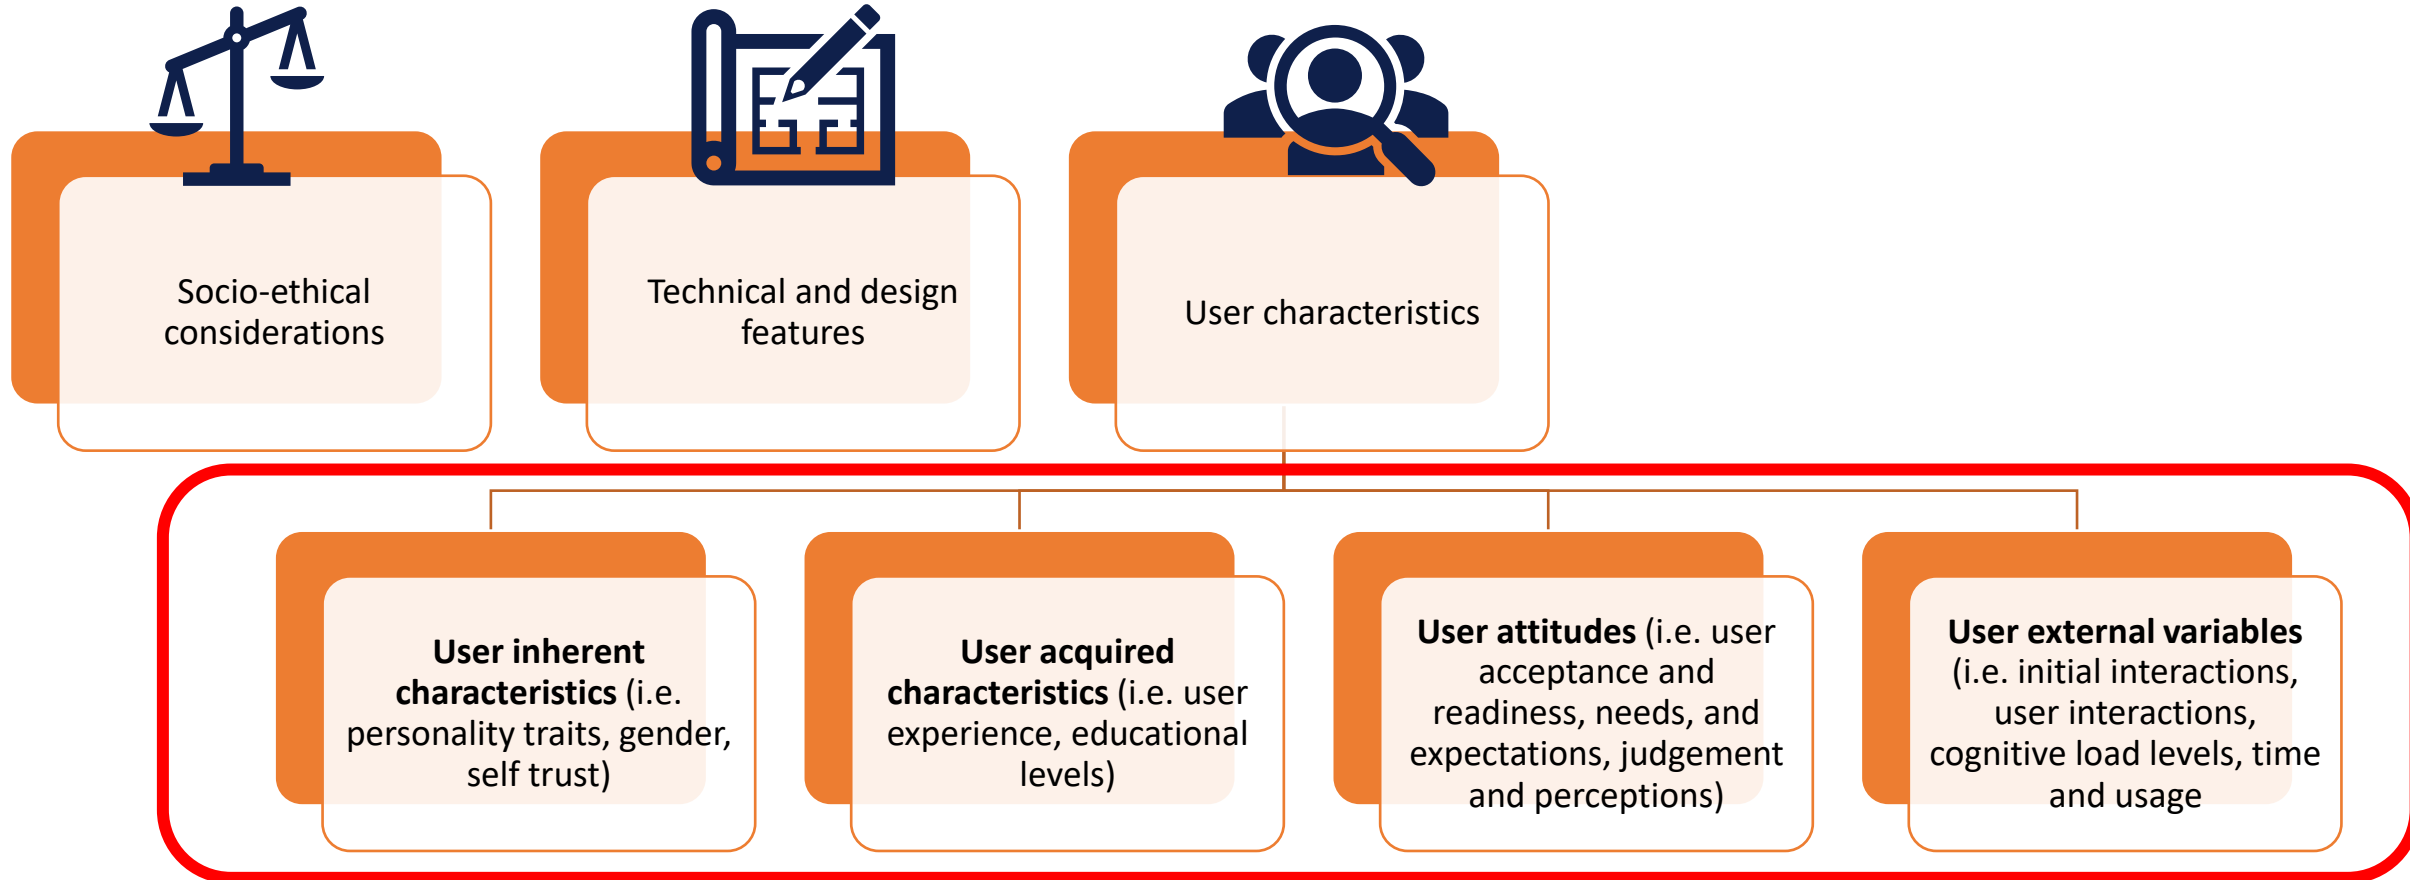 Socio-ethical
considerations
Technical and design
features
User characteristics
User inherent
characteristics (i.e.
personality traits, gender,
self trust)
User acquired
characteristics (i.e. user
experience, educational
levels)
User attitudes (i.e. user
acceptance and
readiness, needs, and
expectations, judgement
and perceptions)
User external variables
(i.e. initial interactions,
user interactions,
cognitive load levels, time
and usage